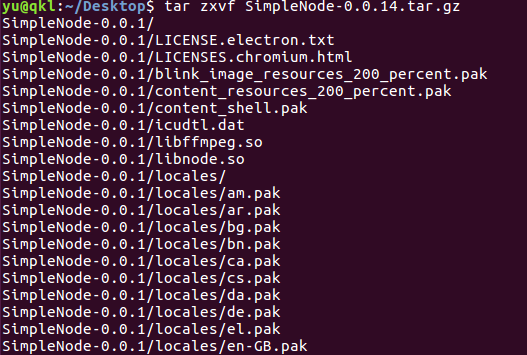 yu@qkl:~/Desktop$ tar zxvf SimpleNode-0.0.14.tar.gz
SimpleNode-0.0.1/
SimpleNode-0.0.1/LICENSE.electron.txt
SimpleNode-0.0.1/LICENSES.chromium.html
SimpleNode-0.0.1/blink_image_resources_200_percent.pak
SimpleNode-0.0.1/content_resources_200_percent.pak
SimpleNode-0.0.1/content_shell.pak
SimpleNode-0.0.1/icudtl.dat
SimpleNode-0.0.1/libffmpeg.so
SimpleNode-0.0.1/libnode.so
SimpleNode-0.0.1/locales/
SimpleNode-0.0.1/locales/am.pak
SimpleNode-0.0.1/locales/ar.pak
SimpleNode-0.0.1/locales/bg.pak
SimpleNode-0.0.1/locales/bn.pak
SimpleNode-0.0.1/locales/ca.pak
SimpleNode-0.0.1/locales/cs.pak
SimpleNode-0.0.1/locales/da.pak
SimpleNode-0.0.1/locales/de.pak
SimpleNode-0.0.1/locales/el.pak
SimpleNode-0.0.1/locales/en-GB.pak